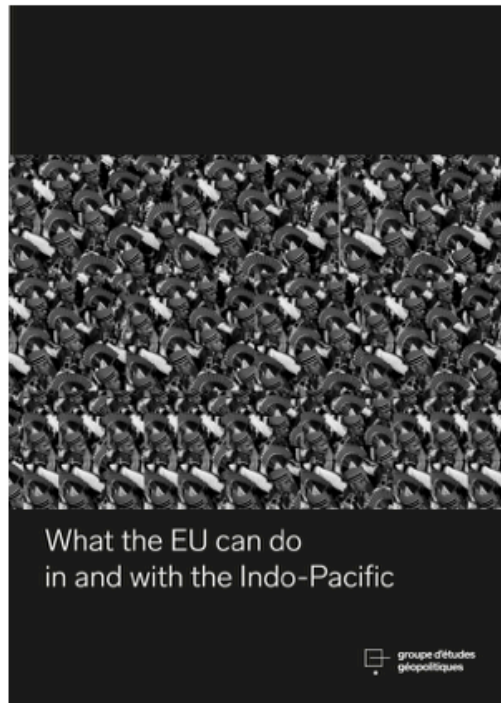 What the EU can do
in and with the Indo-Pacific
groupe d'études
géopolitiques